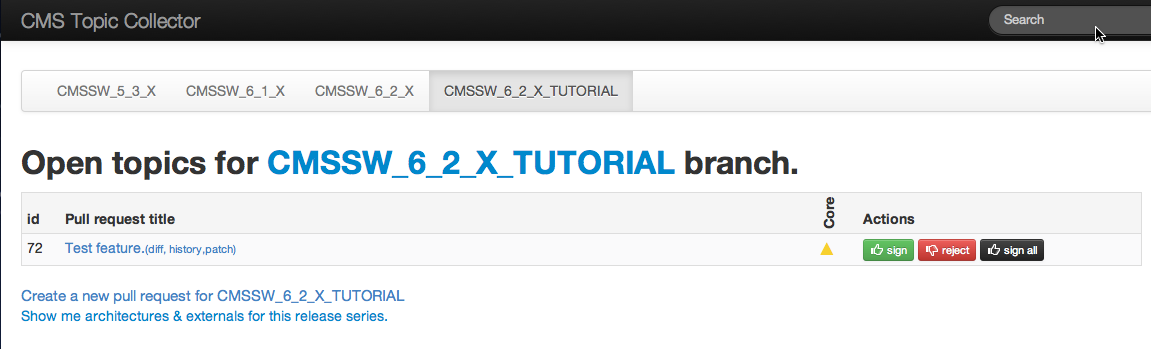 CMS Topic Collector
Search
CMSSW_5_3_X CMSSW_6_1_X CMSSW_6_2_X CMSSW_6_2_X_TUTORIAL
Open topics for CMSSW_6_2_X_TUTORIAL branch.
id Pull request title Core Actions
72 Test feature.(diff, history,patch) sign reject sign all
Create a new pull request for CMSSW_6_2_X_TUTORIAL
Show me architectures & externals for this release series.